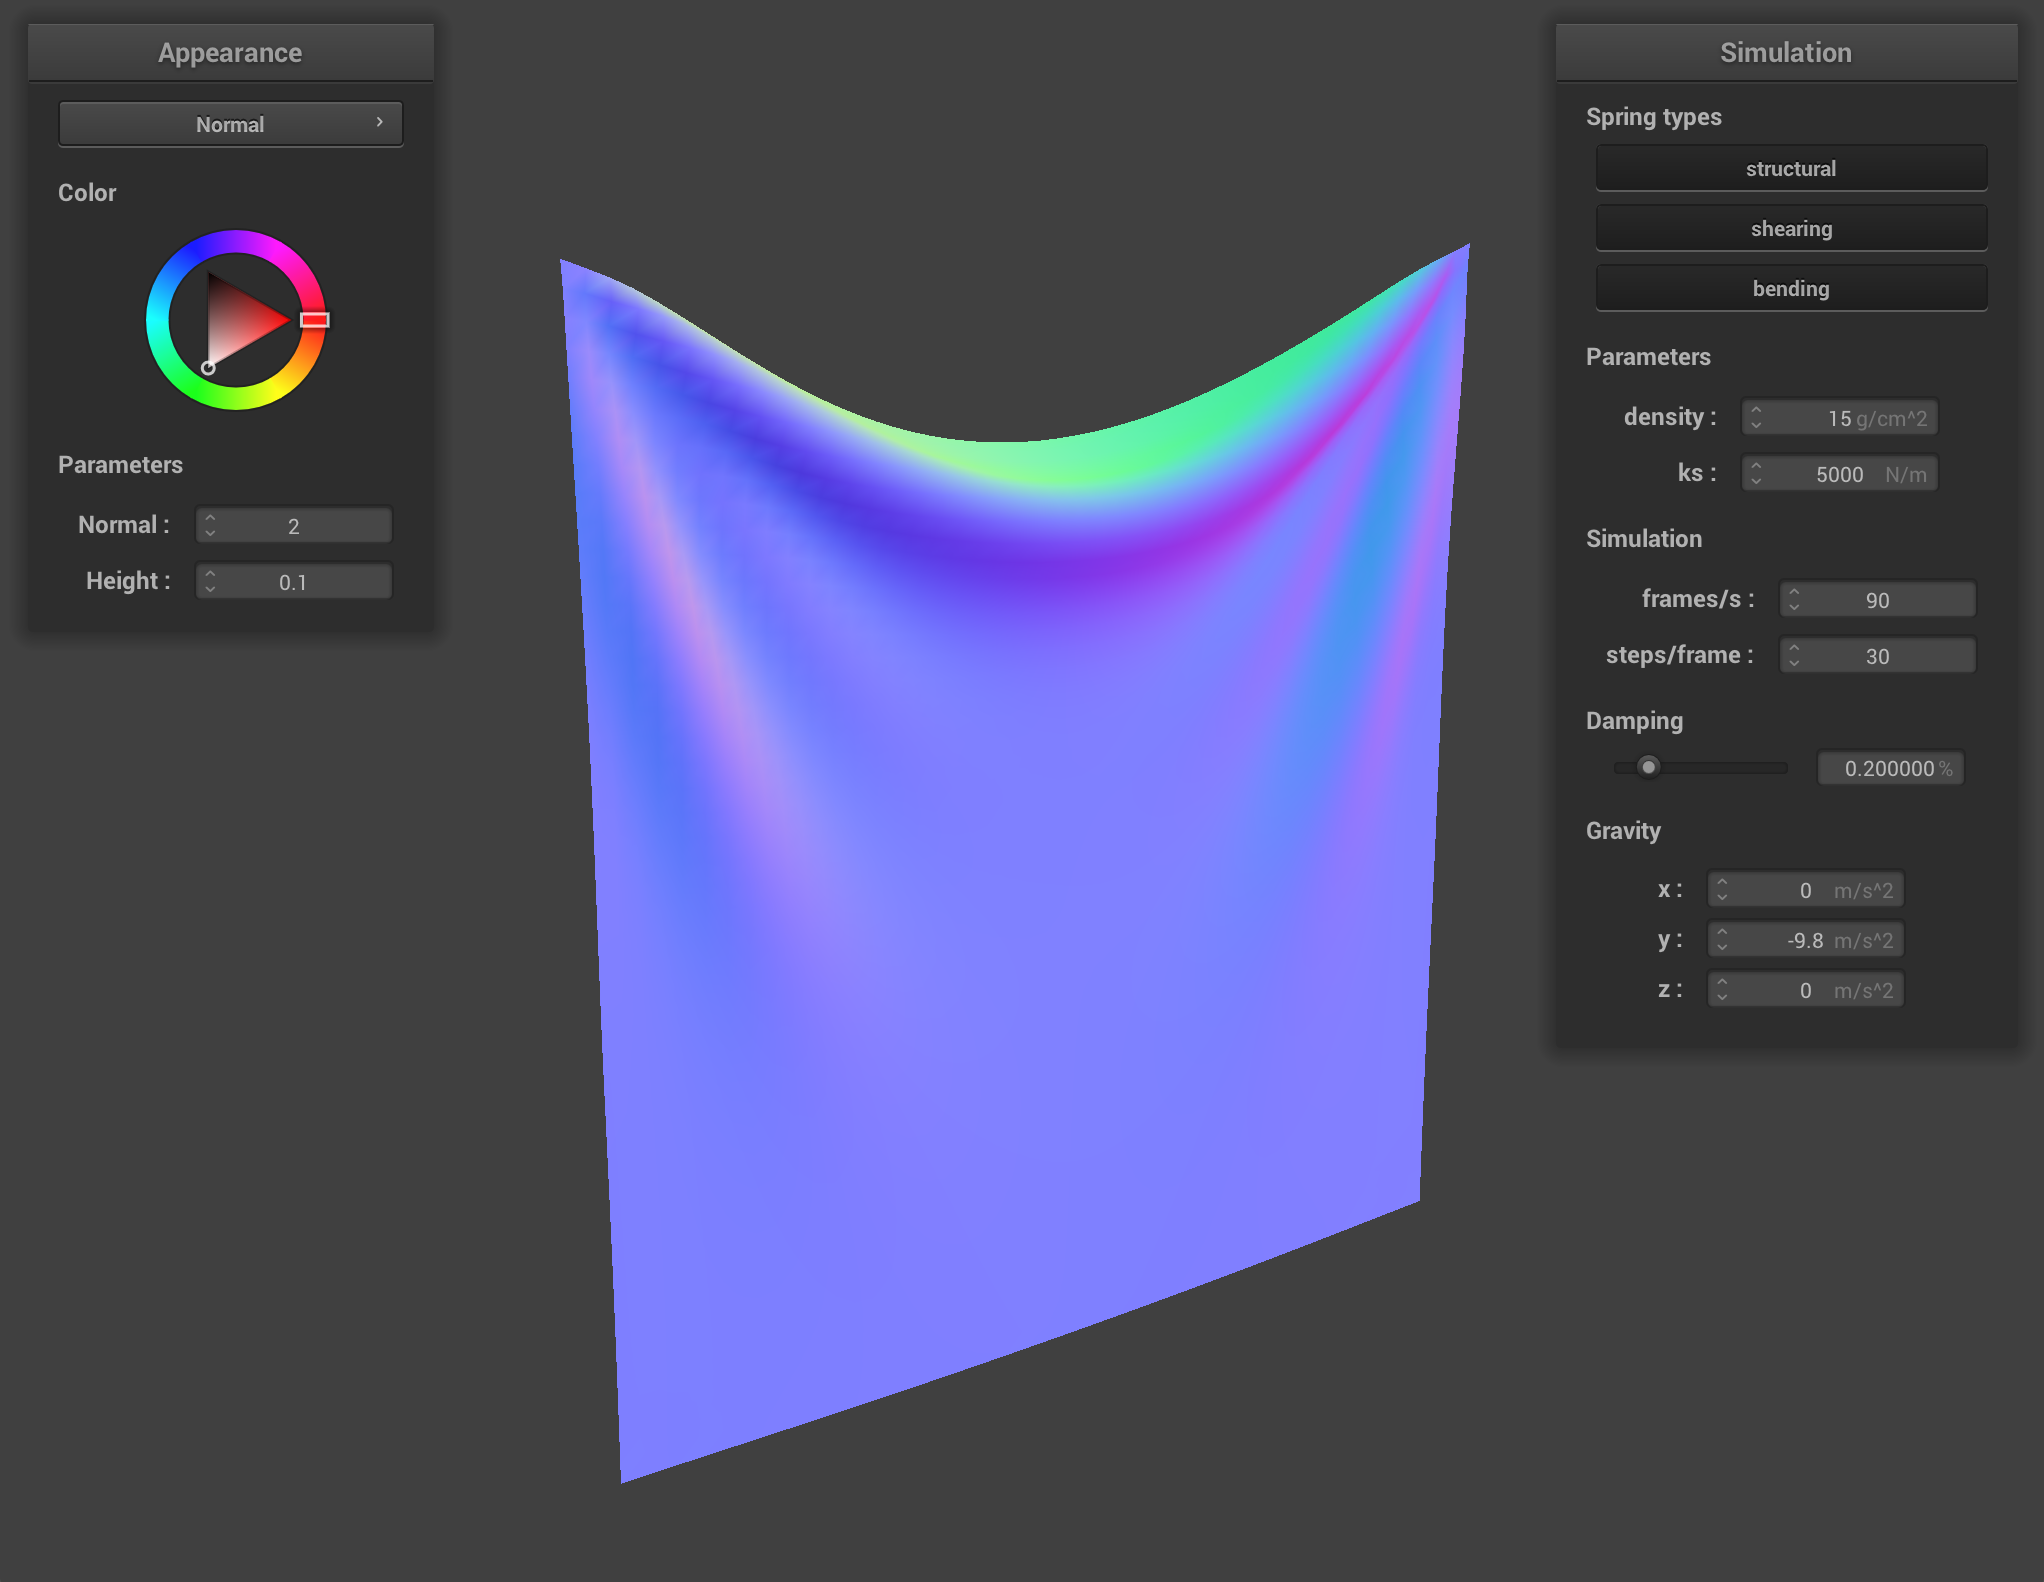 Appearance
Normal
Color
Parameters
Normal :
2
Height :
0.1
Simulation
Spring types
structural
shearing
bending
Parameters
density :
15 g/cm^2
ks :
5000 N/m
Simulation
frames/s :
90
steps/frame :
30
Damping
0.200000 %
Gravity
x :
0 m/s^2
y :
-9.8 m/s^2
z :
0 m/s^2